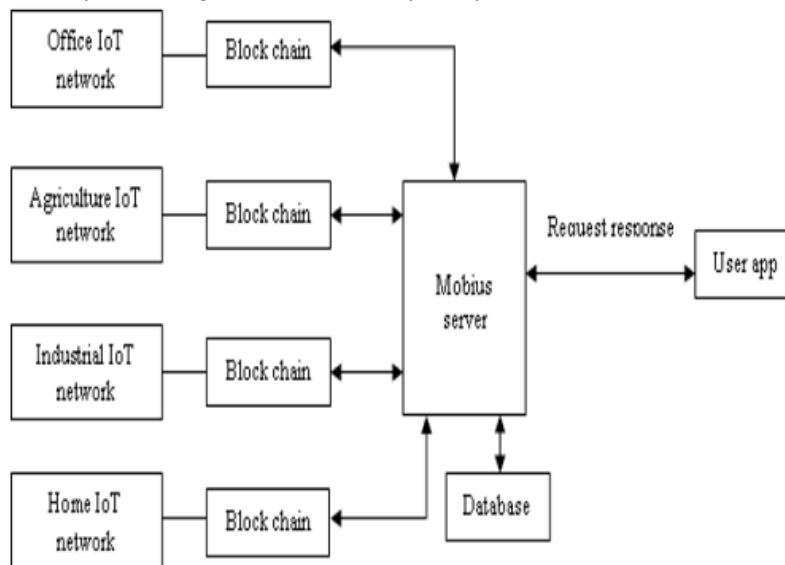 Office IoT
network
Block chain
Agriculture IoT
network
Block chain
Mobius
server
Request response
User app
Industrial IoT
network
Block chain
Home IoT
network
Block chain
Database